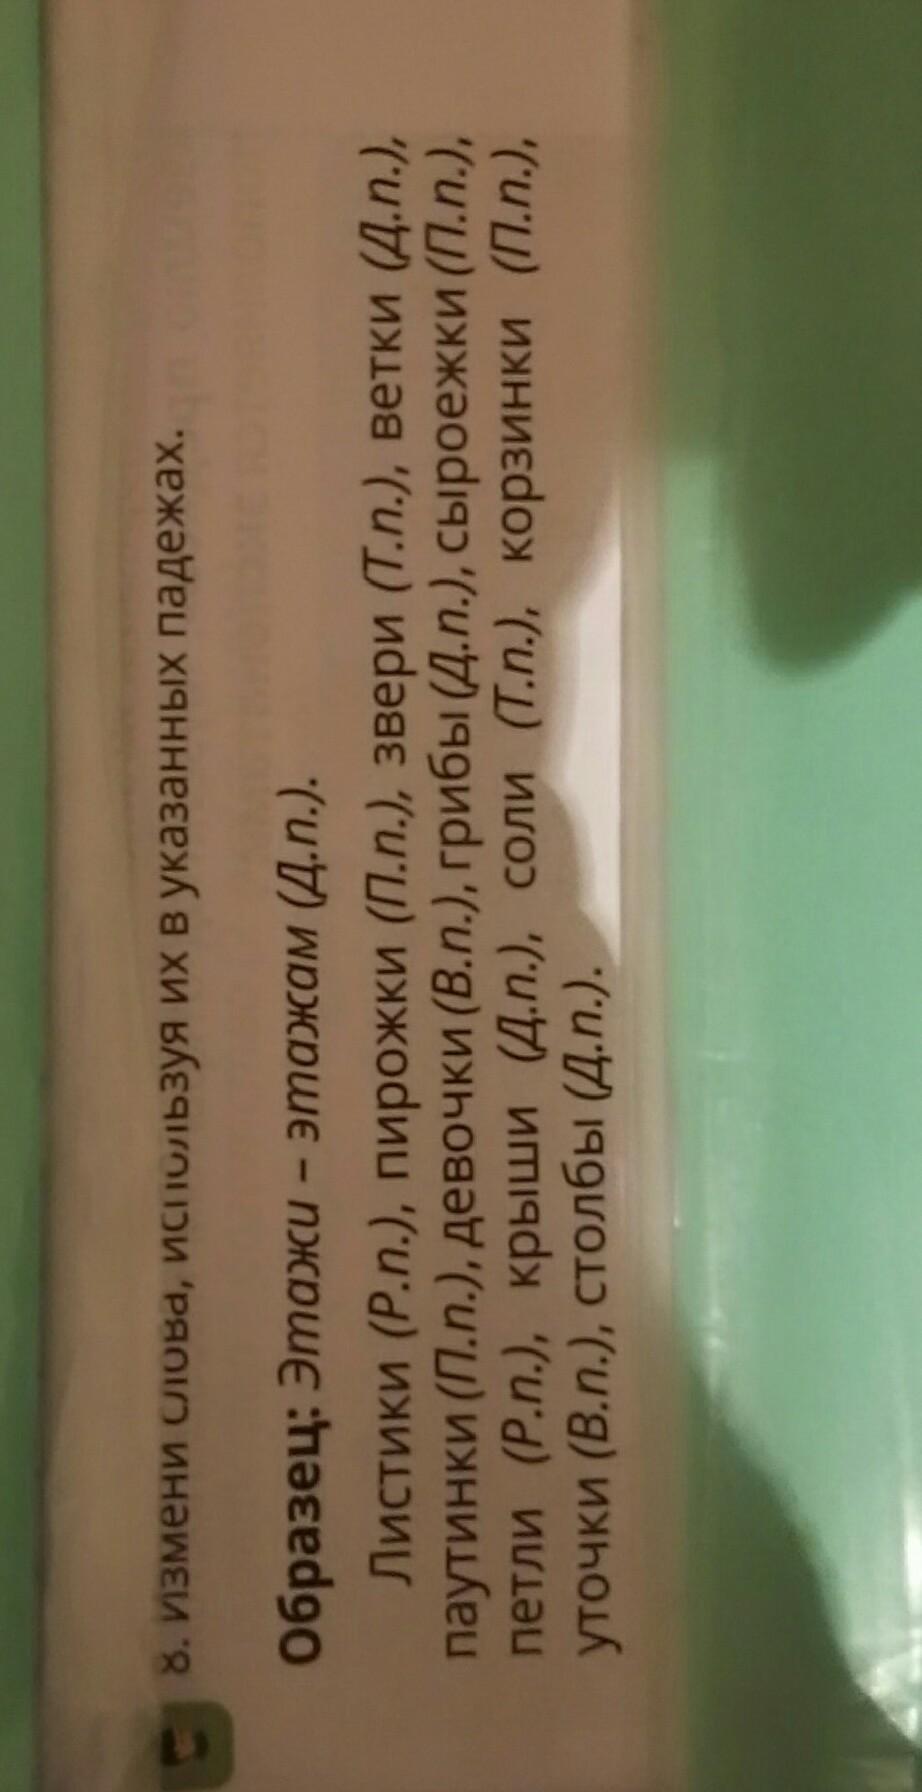 8. Измени слова, используя их в указанных падежах.
Образец: Этажи – этажам (Д.п.).
Листики (Р.п.), пирожки (П.п.), звери (Т.п.), ветки (Д.п.),
паутинки (П.п.), девочки (В.п.), грибы (Д.п.), сыроежки (П.п.),
петли (Р.п.), крыши (Д.п.), соли (Т.п.), корзинки (П.п.),
уточки (В.п.), столбы (Д.п.).